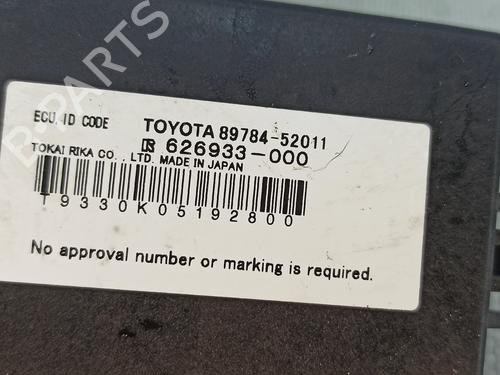 B-PARTS
ECU, ID CODE TOYOTA 89784-52011
626933-000
TOKAI RIKA CO., LTD. MADE IN JAPAN
T9330K05192800
No approval number or marking is required.